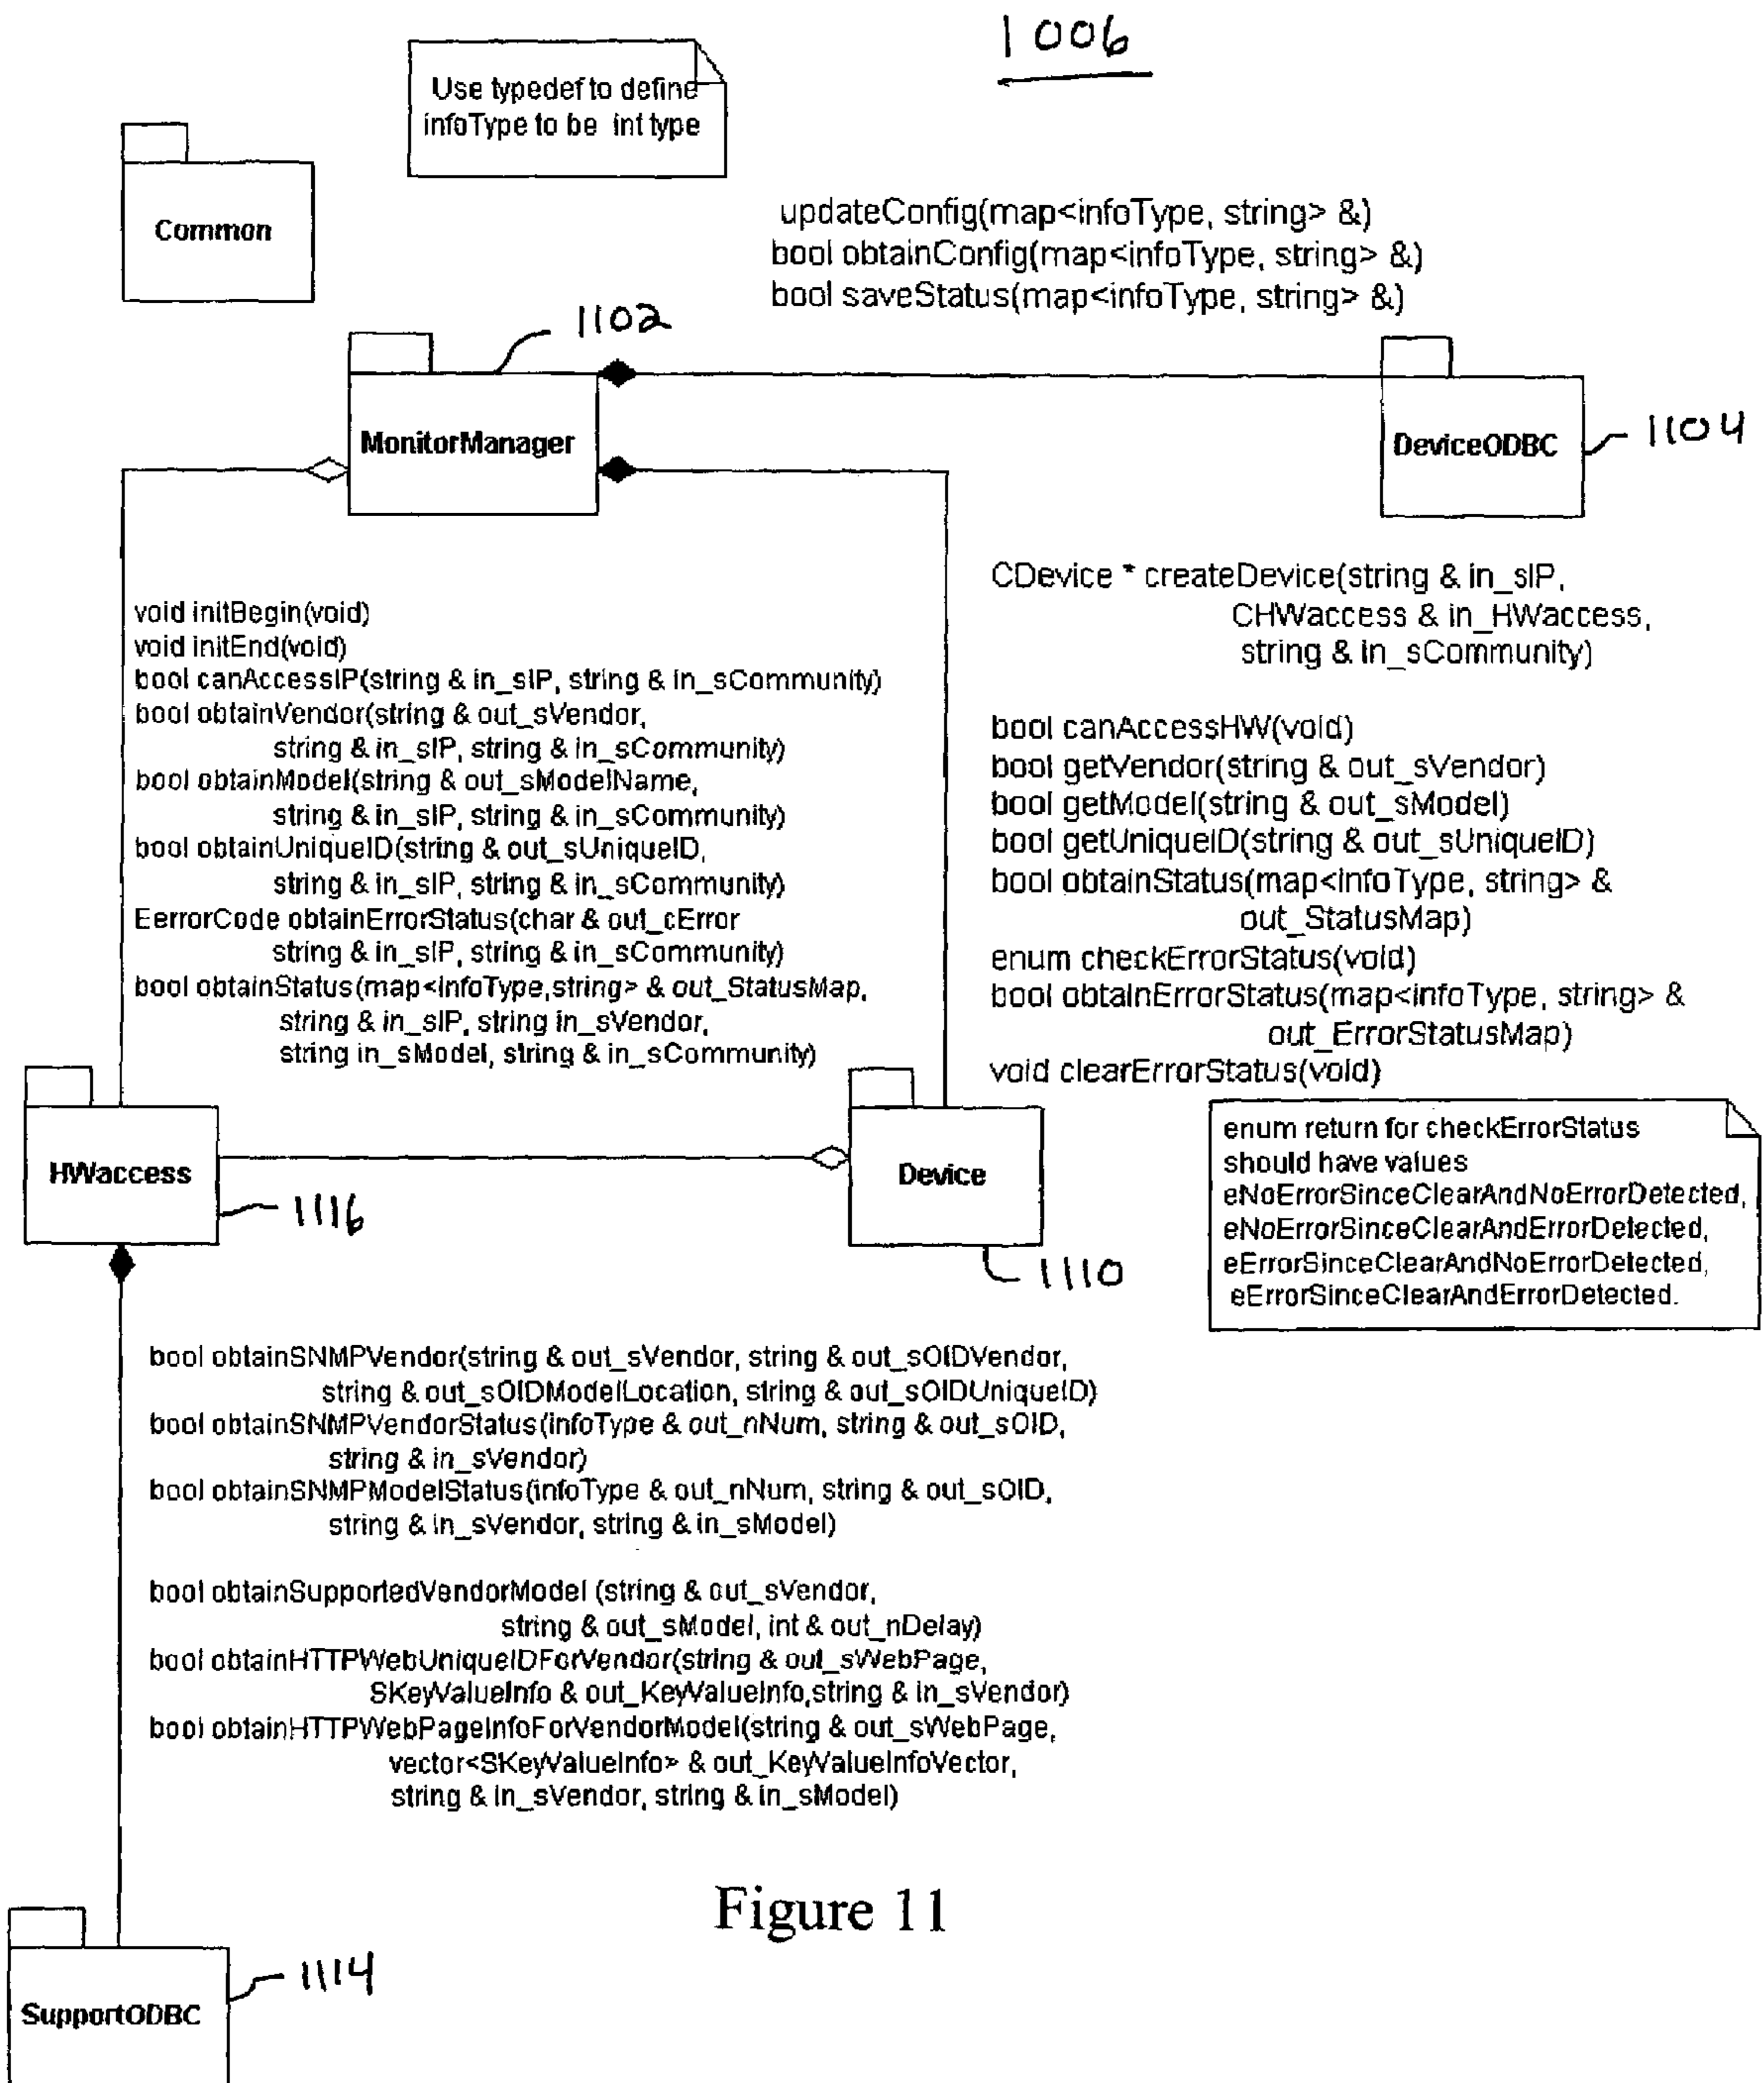 1006
Use typedef to define
infoType to be int type
Common
updateConfig(map<infoType, string> &)
bool obtainConfig(map<infoType, string> &)
bool saveStatus(map<infoType, string> &)
1102
MonitorManager
DeviceODBC
1104
void initBegin(void)
void initEnd(void)
bool canAccessIP(string & in_sIP, string & in_sCommunity)
bool obtainVendor(string & out_sVendor,
string & in_sIP, string & in_sCommunity)
bool obtainModel(string & out_sModelName,
string & in_sIP, string & in_sCommunity)
bool obtainUniqueID(string & out_sUniqueID,
string & in_sIP, string & in_sCommunity)
EerrorCode obtainErrorStatus(char & out_cError
string & in_sIP, string & in_sCommunity)
bool obtainStatus(map<infoType,string> & out_StatusMap,
string & in_sIP, string in_sVendor,
string in_sModel, string & in_sCommunity)
CDevice * createDevice(string & in_sIP,
CHWaccess & in_HWaccess,
string & in_sCommunity)
bool canAccessHW(void)
bool getVendor(string & out_sVendor)
bool getModel(string & out_sModel)
bool getUniqueID(string & out_sUniqueID)
bool obtainStatus(map<infoType, string> &
out_StatusMap)
enum checkErrorStatus(void)
bool obtainErrorStatus(map<infoType, string> &
out_ErrorStatusMap)
void clearErrorStatus(void)
HWaccess
1116
Device
1110
enum return for checkErrorStatus
should have values
eNoErrorSinceClearAndNoErrorDetected,
eNoErrorSinceClearAndErrorDetected,
eErrorSinceClearAndNoErrorDetected,
eErrorSinceClearAndErrorDetected.
bool obtainSNMPVendor(string & out_sVendor, string & out_sOIDVendor,
string & out_sOIDModelLocation, string & out_sOIDUniqueID)
bool obtainSNMPVendorStatus(infoType & out_nNum, string & out_sOID,
string & in_sVendor)
bool obtainSNMPModelStatus(infoType & out_nNum, string & out_sOID,
string & in_sVendor, string & in_sModel)
bool obtainSupportedVendorModel (string & out_sVendor,
string & out_sModel, int & out_nDelay)
bool obtainHTTPWebUniqueIDForVendor(string & out_sWebPage,
SKeyValueInfo & out_KeyValueInfo,string & in_sVendor)
bool obtainHTTPWebPageInfoForVendorModel(string & out_sWebPage,
vector<SKeyValueInfo> & out_KeyValueInfoVector,
string & in_sVendor, string & in_sModel)
Figure 11
1114
SupportODBC